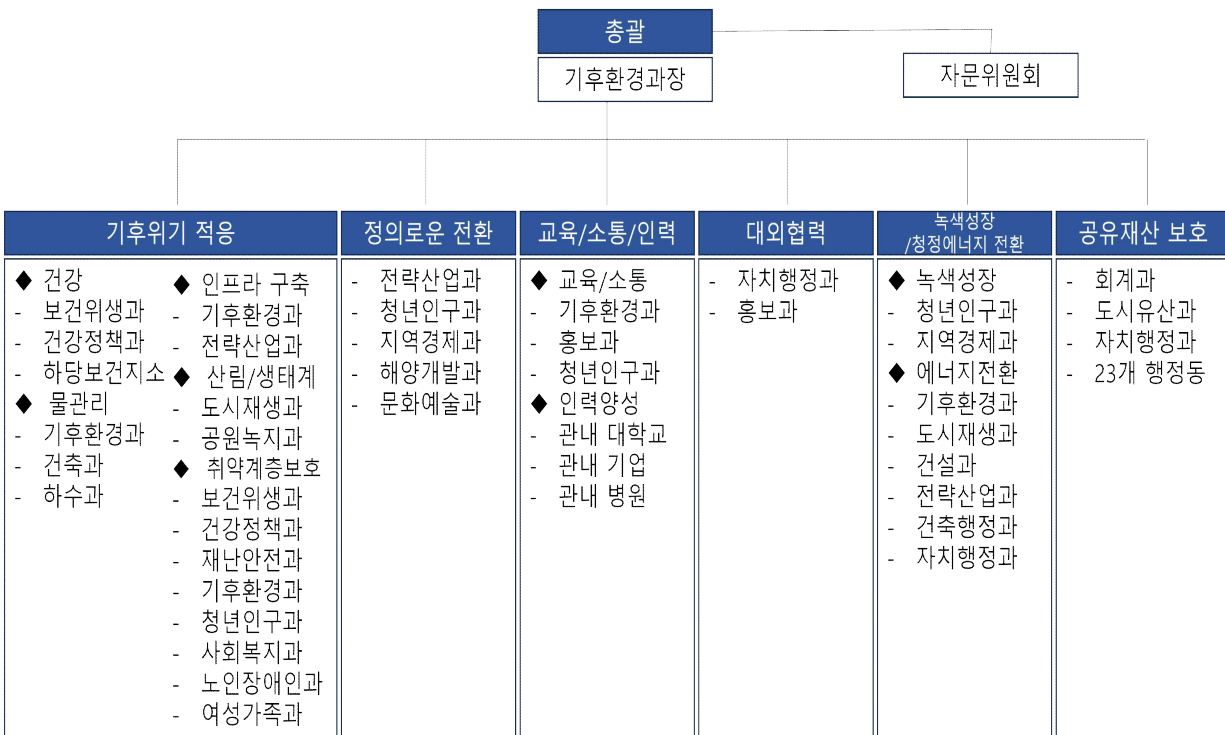 총괄
기후환경과장
자문위원회
기후위기 적응
◆ 건강
- 보건위생과
- 건강정책과
- 하당보건지소
◆ 물관리
- 기후환경과
- 건축과
- 하수과
◆ 인프라 구축
- 기후환경과
- 전략산업과
◆ 산림/생태계
- 도시재생과
- 공원녹지과
◆ 취약계층보호
- 보건위생과
- 건강정책과
- 재난안전과
- 기후환경과
- 청년인구과
- 사회복지과
- 노인장애인과
- 여성가족과
정의로운 전환
- 전략산업과
- 청년인구과
- 지역경제과
- 해양개발과
- 문화예술과
교육/소통/인력
◆ 교육/소통
- 기후환경과
- 홍보과
- 청년인구과
◆ 인력양성
- 관내 대학교
- 관내 기업
- 관내 병원
대외협력
- 자치행정과
- 홍보과
녹색성장
/청정에너지 전환
◆ 녹색성장
- 청년인구과
- 지역경제과
◆ 에너지전환
- 기후환경과
- 도시재생과
- 건설과
- 전략산업과
- 건축행정과
- 자치행정과
공유재산 보호
- 회계과
- 도시유산과
- 자치행정과
- 23개 행정동